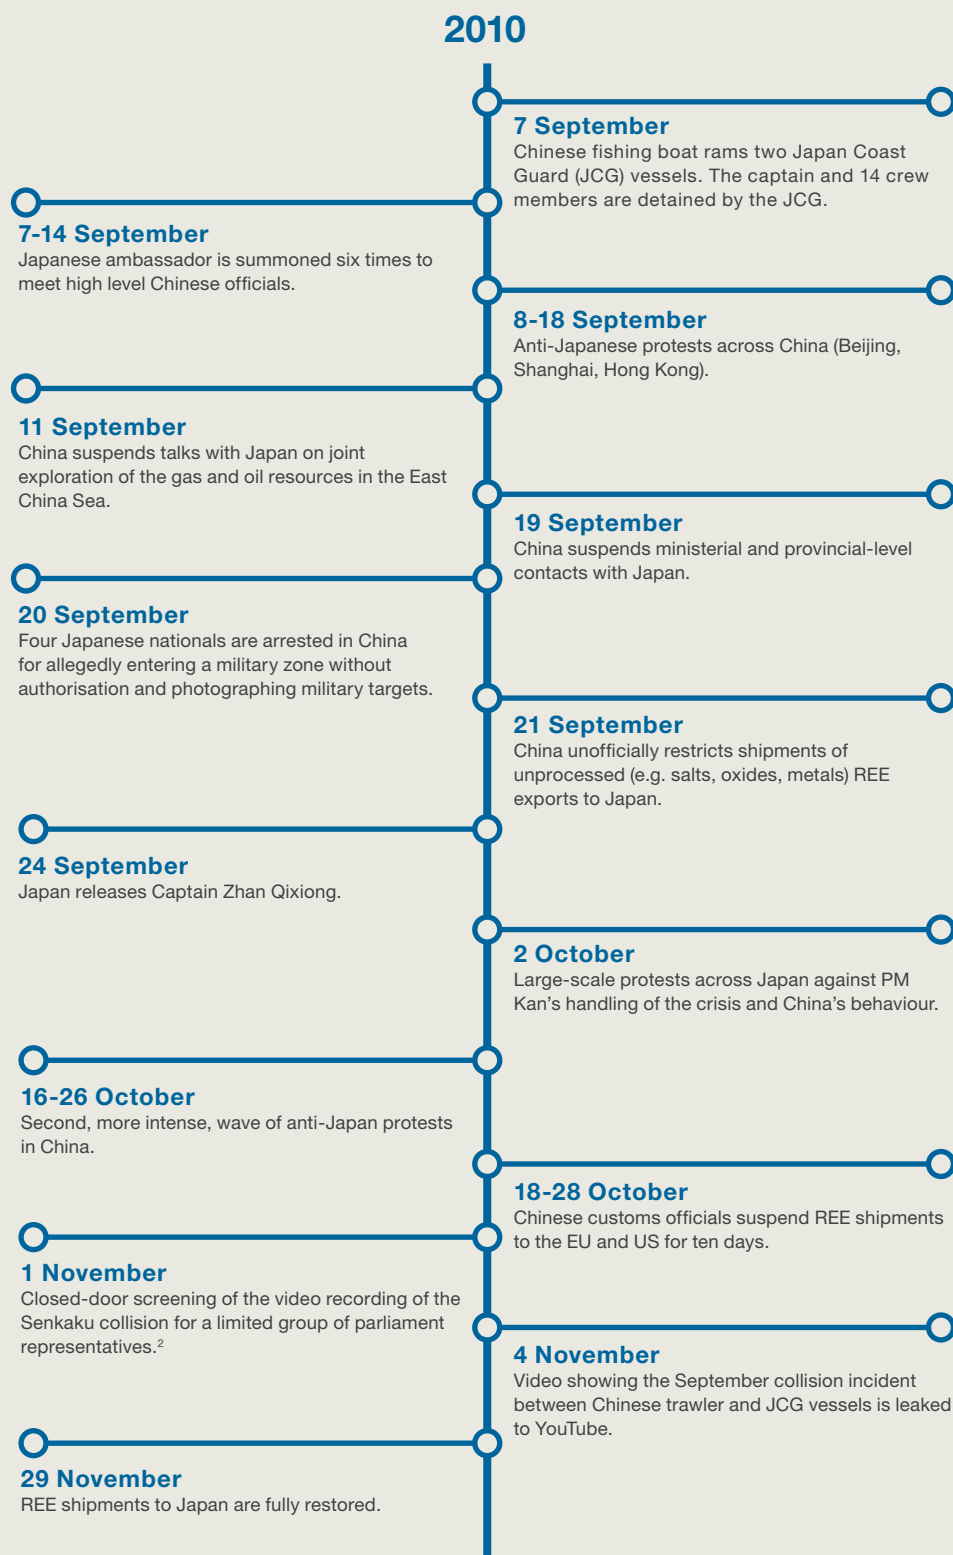 2010
7 September
Chinese fishing boat rams two Japan Coast
Guard (JCG) vessels. The captain and 14 crew
members are detained by the JCG.
7-14 September
Japanese ambassador is summoned six times to
meet high level Chinese officials.
8-18 September
Anti-Japanese protests across China (Beijing,
Shanghai, Hong Kong).
11 September
China suspends talks with Japan on joint
exploration of the gas and oil resources in the East
China Sea.
19 September
China suspends ministerial and provincial-level
contacts with Japan.
20 September
Four Japanese nationals are arrested in China
for allegedly entering a military zone without
authorisation and photographing military targets.
21 September
China unofficially restricts shipments of
unprocessed (e.g. salts, oxides, metals) REE
exports to Japan.
24 September
Japan releases Captain Zhan Qixiong.
2 October
Large-scale protests across Japan against PM
Kan’s handling of the crisis and China’s behaviour.
16-26 October
Second, more intense, wave of anti-Japan protests
in China.
18-28 October
Chinese customs officials suspend REE shipments
to the EU and US for ten days.
1 November
Closed-door screening of the video recording of the
Senkaku collision for a limited group of parliament
representatives.²
4 November
Video showing the September collision incident
between Chinese trawler and JCG vessels is leaked
to YouTube.
29 November
REE shipments to Japan are fully restored.